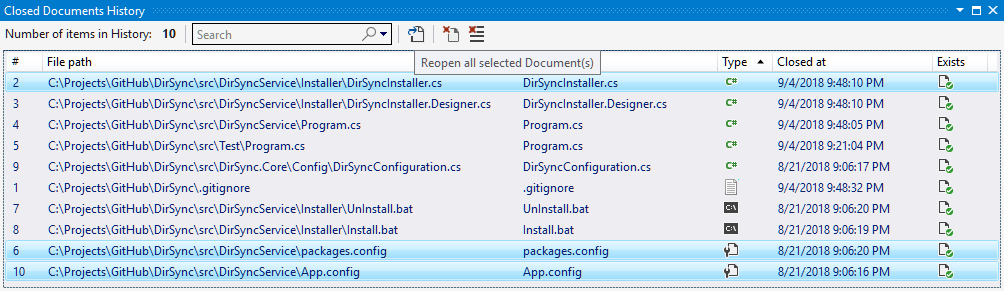 Closed Documents History
Number of items in History: 10 Search
Reopen all selected Document(s)
# File path Type Closed at Exists
2 C:\Projects\GitHub\DirSync\src\DirSyncService\Installer\DirSyncInstaller.cs DirSyncInstaller.cs C# 9/4/2018 9:48:10 PM
3 C:\Projects\GitHub\DirSync\src\DirSyncService\Installer\DirSyncInstaller.Designer.cs DirSyncInstaller.Designer.cs C# 9/4/2018 9:48:10 PM
4 C:\Projects\GitHub\DirSync\src\DirSyncService\Program.cs Program.cs C# 9/4/2018 9:48:05 PM
5 C:\Projects\GitHub\DirSync\src\Test\Program.cs Program.cs C# 9/4/2018 9:21:04 PM
9 C:\Projects\GitHub\DirSync\src\DirSync.Core\Config\DirSyncConfiguration.cs DirSyncConfiguration.cs C# 8/21/2018 9:06:17 PM
1 C:\Projects\GitHub\DirSync\.gitignore .gitignore 9/4/2018 9:48:32 PM
7 C:\Projects\GitHub\DirSync\src\DirSyncService\Installer\UnInstall.bat UnInstall.bat C:\ 8/21/2018 9:06:20 PM
8 C:\Projects\GitHub\DirSync\src\DirSyncService\Installer\Install.bat Install.bat C:\ 8/21/2018 9:06:19 PM
6 C:\Projects\GitHub\DirSync\src\DirSyncService\packages.config packages.config 8/21/2018 9:06:20 PM
10 C:\Projects\GitHub\DirSync\src\DirSyncService\App.config App.config 8/21/2018 9:06:16 PM